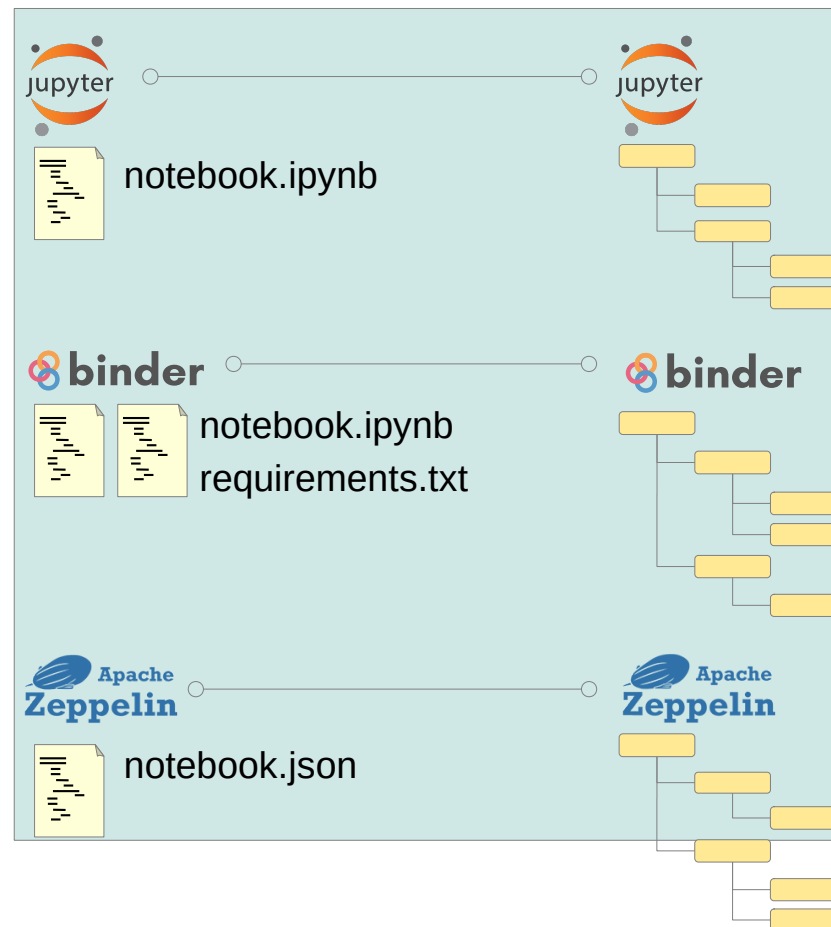 jupyter
jupyter
notebook.ipynb
binder
binder
notebook.ipynb
requirements.txt
Apache
Zeppelin
Apache
Zeppelin
notebook.json